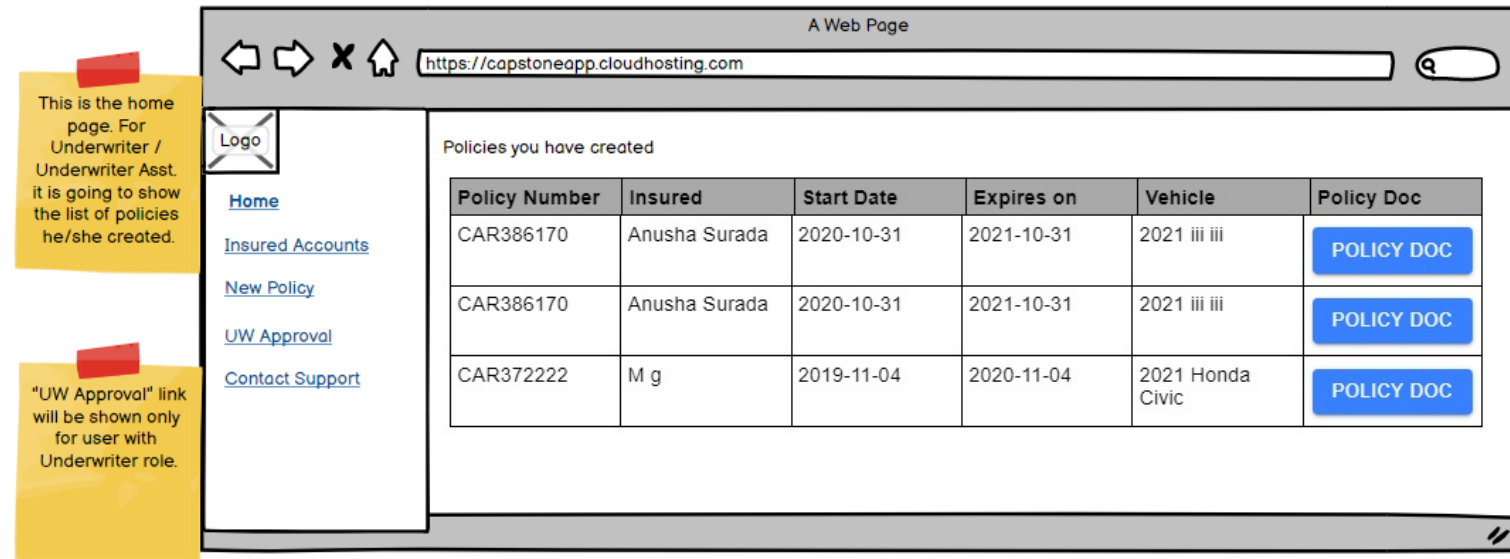 A Web Page
https://capstoneapp.cloudhosting.com
This is the home
page. For
Underwriter /
Underwriter Asst.
it is going to show
the list of policies
he/she created.
"UW Approval" link
will be shown only
for user with
Underwriter role.
Logo
Home
Insured Accounts
New Policy
UW Approval
Contact Support
Policies you have created
Policy Number Insured Start Date Expires on Vehicle Policy Doc
CAR386170 Anusha Surada 2020-10-31 2021-10-31 2021 iii iii POLICY DOC
CAR386170 Anusha Surada 2020-10-31 2021-10-31 2021 iii iii POLICY DOC
CAR372222 M g 2019-11-04 2020-11-04 2021 Honda
Civic POLICY DOC